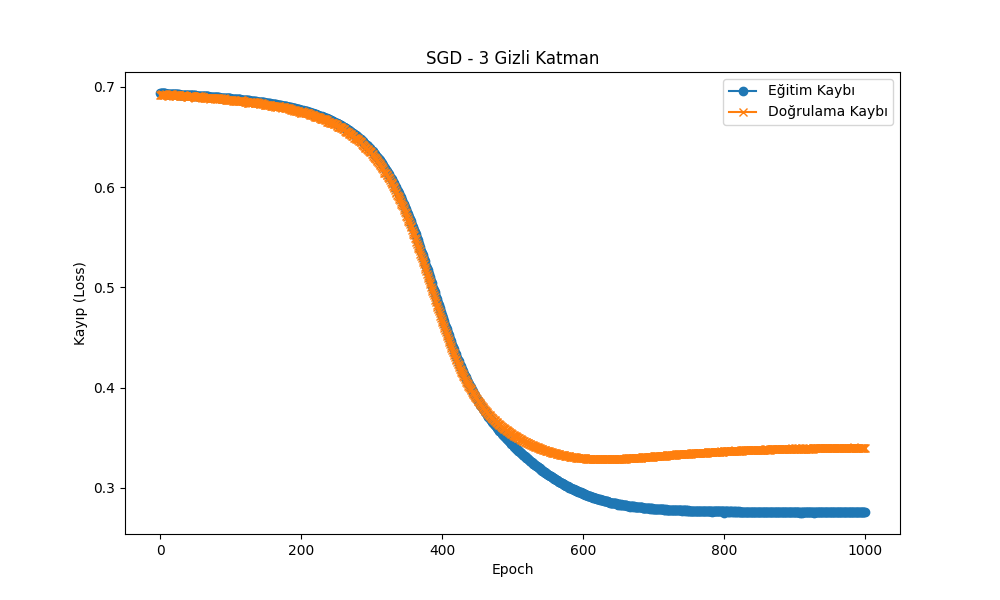 SGD - 3 Gizli Katman
Eğitim Kaybı
Doğrulama Kaybı
Kayıp (Loss)
0.7
0.6
0.5
0.4
0.3
0 200 400 600 800 1000
Epoch